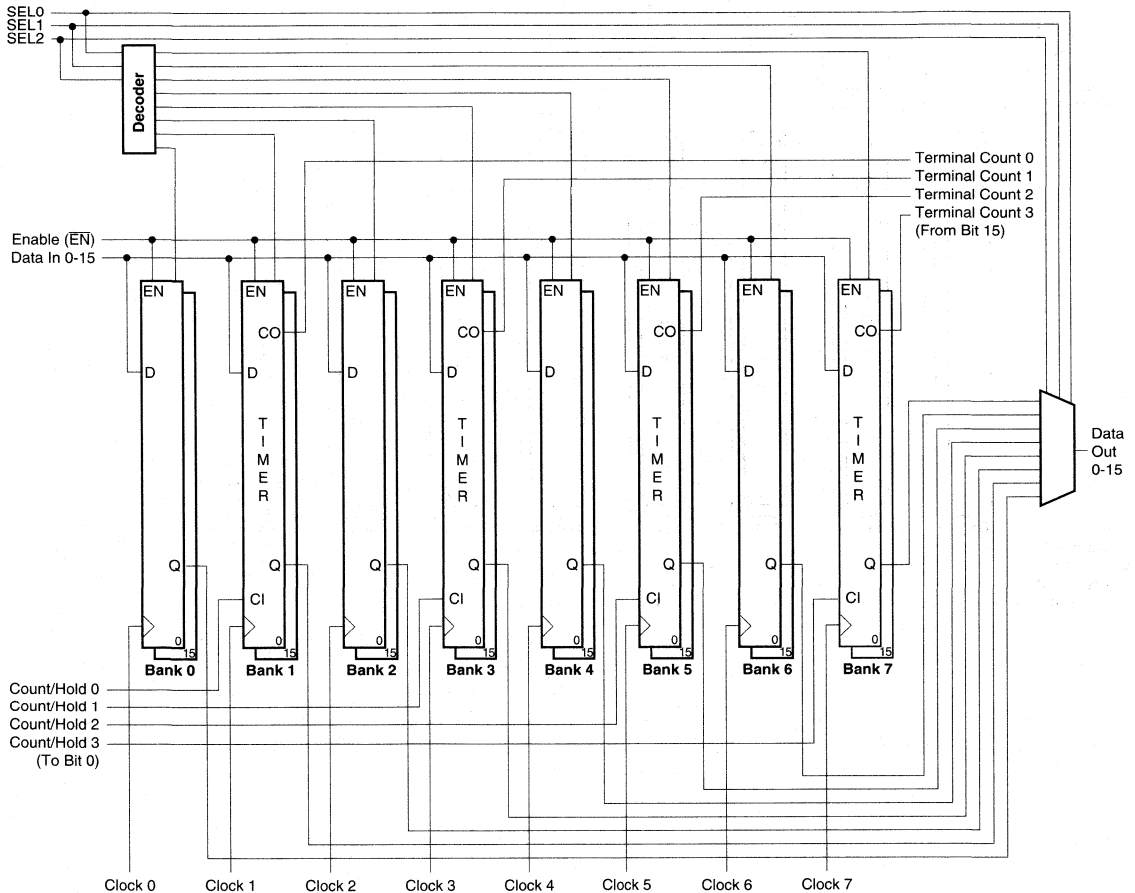 SEL0
SEL1
SEL2
Decoder
Terminal Count 0
Terminal Count 1
Terminal Count 2
Terminal Count 3
(From Bit 15)
Enable (EN)
Data In 0-15
EN EN EN EN EN EN EN EN
CO CO CO CO
D D D D D D D D
TIMER TIMER TIMER TIMER
Data
Out
0-15
Q Q Q Q Q Q Q Q
CI CI CI CI
0 0 0 0 0 0 0 0
15 15 15 15 15 15 15 15
Bank 0 Bank 1 Bank 2 Bank 3 Bank 4 Bank 5 Bank 6 Bank 7
Count/Hold 0
Count/Hold 1
Count/Hold 2
Count/Hold 3
(To Bit 0)
Clock 0 Clock 1 Clock 2 Clock 3 Clock 4 Clock 5 Clock 6 Clock 7